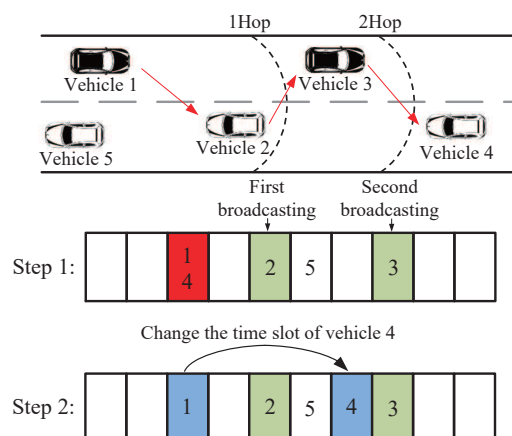 1Hop 2Hop
Vehicle 1
Vehicle 3
Vehicle 5
Vehicle 2
Vehicle 4
First broadcasting
Second broadcasting
Step 1:
1
4
2
5
3
Change the time slot of vehicle 4
Step 2:
1
2
5
4
3